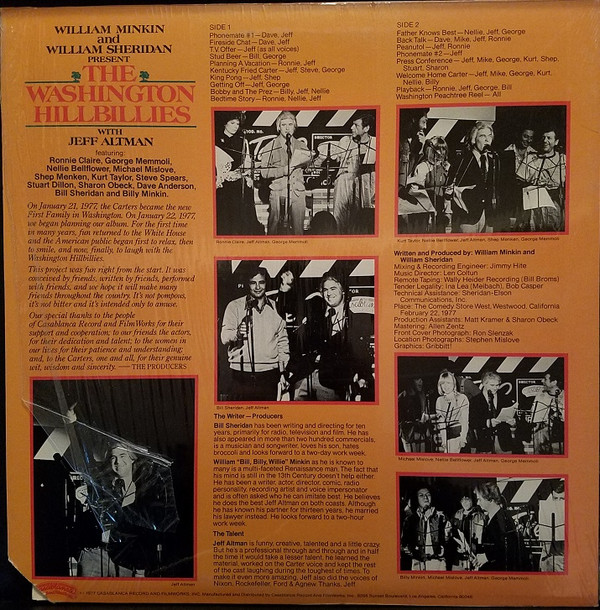 WILLIAM MINKIN
and
WILLIAM SHERIDAN
PRESENT
THE
WASHINGTON
HILLBILLIES
WITH
JEFF ALTMAN
featuring:
Ronnie Claire, George Memmoli,
Nellie Bellflower, Michael Mislove,
Shep Menken, Kurt Taylor, Steve Spears,
Stuart Dillon, Sharon Obeck, Dave Anderson,
Bill Sheridan and Billy Minkin.
On January 21, 1977, the Carters became the new
First Family in Washington. On January 22, 1977,
we began planning our album. For the first time
in many years, fun returned to the White House
and the American public began first to relax, then
to smile, and now, finally, to laugh with the
Washington Hillbillies.
This project was fun right from the start. It was
conceived by friends, written by friends, performed
with friends, and we hope it will make many
friends throughout the country. It's not pompous,
it's not bitter and it's intended only to amuse.
Our special thanks to the people
of Casablanca Record and FilmWorks for their
support and cooperation; to our friends the actors,
for their dedication and talent; to the women in
our lives for their patience and understanding;
and, to the Carters, one and all, for their genuine
wit, wisdom and sincerity. — THE PRODUCERS
Jeff Altman
SIDE 1
Phonemate #1—Dave, Jeff
Fireside Chat—Dave, Jeff
T.V. Offer—Jeff (as all voices)
Stud Beer—Bill, George
Planning A Vacation—Ronnie, Jeff
Kentucky Fried Carter—Jeff, Steve, George
King Pong—Jeff, Shep
Getting Off—Jeff, George
Bobby and The Prez—Billy, Jeff, Nellie
Bedtime Story—Ronnie, Nellie, Jeff
Ronnie Claire, Jeff Altman, George Memmoli
Bill Sheridan, Jeff Altman
The Writer—Producers
Bill Sheridan has been writing and directing for ten
years, primarily for radio, television and film. He has
also appeared in more than two hundred commercials,
is a musician and songwriter, loves his son, hates
broccoli and looks forward to a two-day work week.
William "Bill, Billy, Willie" Minkin as he is known to
many is a multi-faceted Renaissance man. The fact that
his mind is still in the 13th Century doesn't help either.
He has been a writer, actor, director, comic, radio
personality, recording artist and voice impersonator
and is often asked who he can imitate best. He believes
he does the best Jeff Altman on both coasts. Although
he has known his partner for thirteen years, he married
his lawyer instead. He looks forward to a two-hour
work week.
The Talent
Jeff Altman is funny, creative, talented and a little crazy.
But he's a professional through and through and in half
the time it would take a lesser talent, he learned the
material, worked on the Carter voice and kept the rest
of the cast laughing during the toughest of times. To
make it even more amazing, Jeff also did the voices of
Nixon, Rockefeller, Ford & Agnew. Thanks, Jeff.
SIDE 2
Father Knows Best—Nellie, Jeff, George
Back Talk—Dave, Mike, Jeff, Ronnie
Peanutol—Jeff, Ronnie
Phonemate #2—Jeff
Press Conference—Jeff, Mike, George, Kurt, Shep,
Stuart, Sharon
Welcome Home Carter—Jeff, Mike, George, Kurt,
Nellie, Billy
Playback—Ronnie, Jeff, George, Bill
Washington Peachtree Reel—All
Kurt Taylor, Nellie Bellflower, Jeff Altman, Shep Menken, George Memmoli
Written and Produced by: William Minkin and
William Sheridan
Mixing & Recording Engineer: Jimmy Hite
Music Director: Len Coltun
Remote Taping: Wally Heider Recording (Bill Broms)
Tender Legality: Ira Lea (Meibach), Bob Casper
Technical Assistance: Sheridan-Elson
Communications, Inc.
Place: The Comedy Store West, Westwood, California
February 22, 1977
Production Assistants: Matt Kramer & Sharon Obeck
Mastering: Allen Zentz
Front Cover Photograph: Ron Slenzak
Location Photographs: Stephen Mislove
Graphics: Gribbitt!
Michael Mislove, Nellie Bellflower, Jeff Altman, George Memmoli
Billy Minkin, Michael Mislove, Jeff Altman, George Memmoli